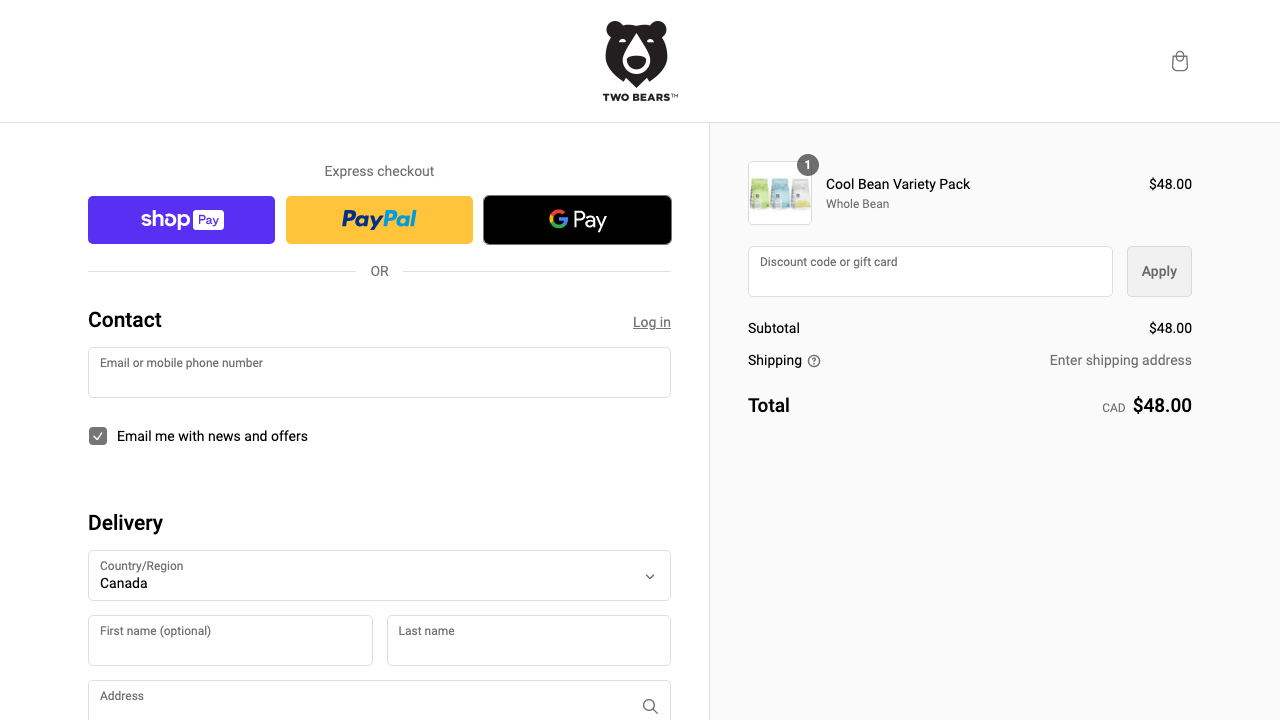 TWO BEARS™
Express checkout
shop Pay
PayPal
G Pay
OR
Contact
Log in
Email or mobile phone number
Email me with news and offers
Delivery
Country/Region
Canada
First name (optional)
Last name
Address
1
Cool Bean Variety Pack
$48.00
Whole Bean
Discount code or gift card
Apply
Subtotal
$48.00
Shipping
Enter shipping address
Total
CAD $48.00